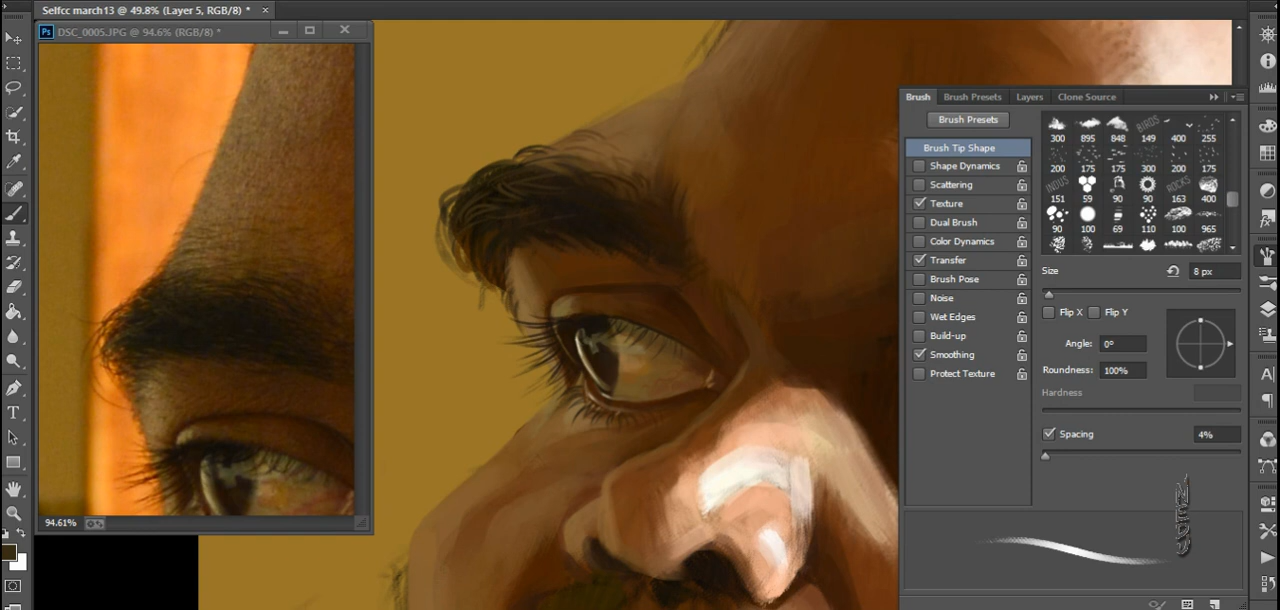 Selfcc march13 @ 49.8% (Layer 5, RGB/8) * ×
Ps DSC_0005.JPG @ 94.6% (RGB/8) *
94.61%
Brush Brush Presets Layers Clone Source
Brush Presets
Brush Tip Shape
Shape Dynamics
Scattering
Texture
Dual Brush
Color Dynamics
Transfer
Brush Pose
Noise
Wet Edges
Build-up
Smoothing
Protect Texture
BIRDS
300 895 848 149 400 255
200 175 175 300 200 175
INDUS ROCKS
151 59 90 90 163 400
90 100 69 110 100 965
Size 8 px
Flip X Flip Y
Angle: 0°
Roundness: 100%
Hardness
Spacing 4%